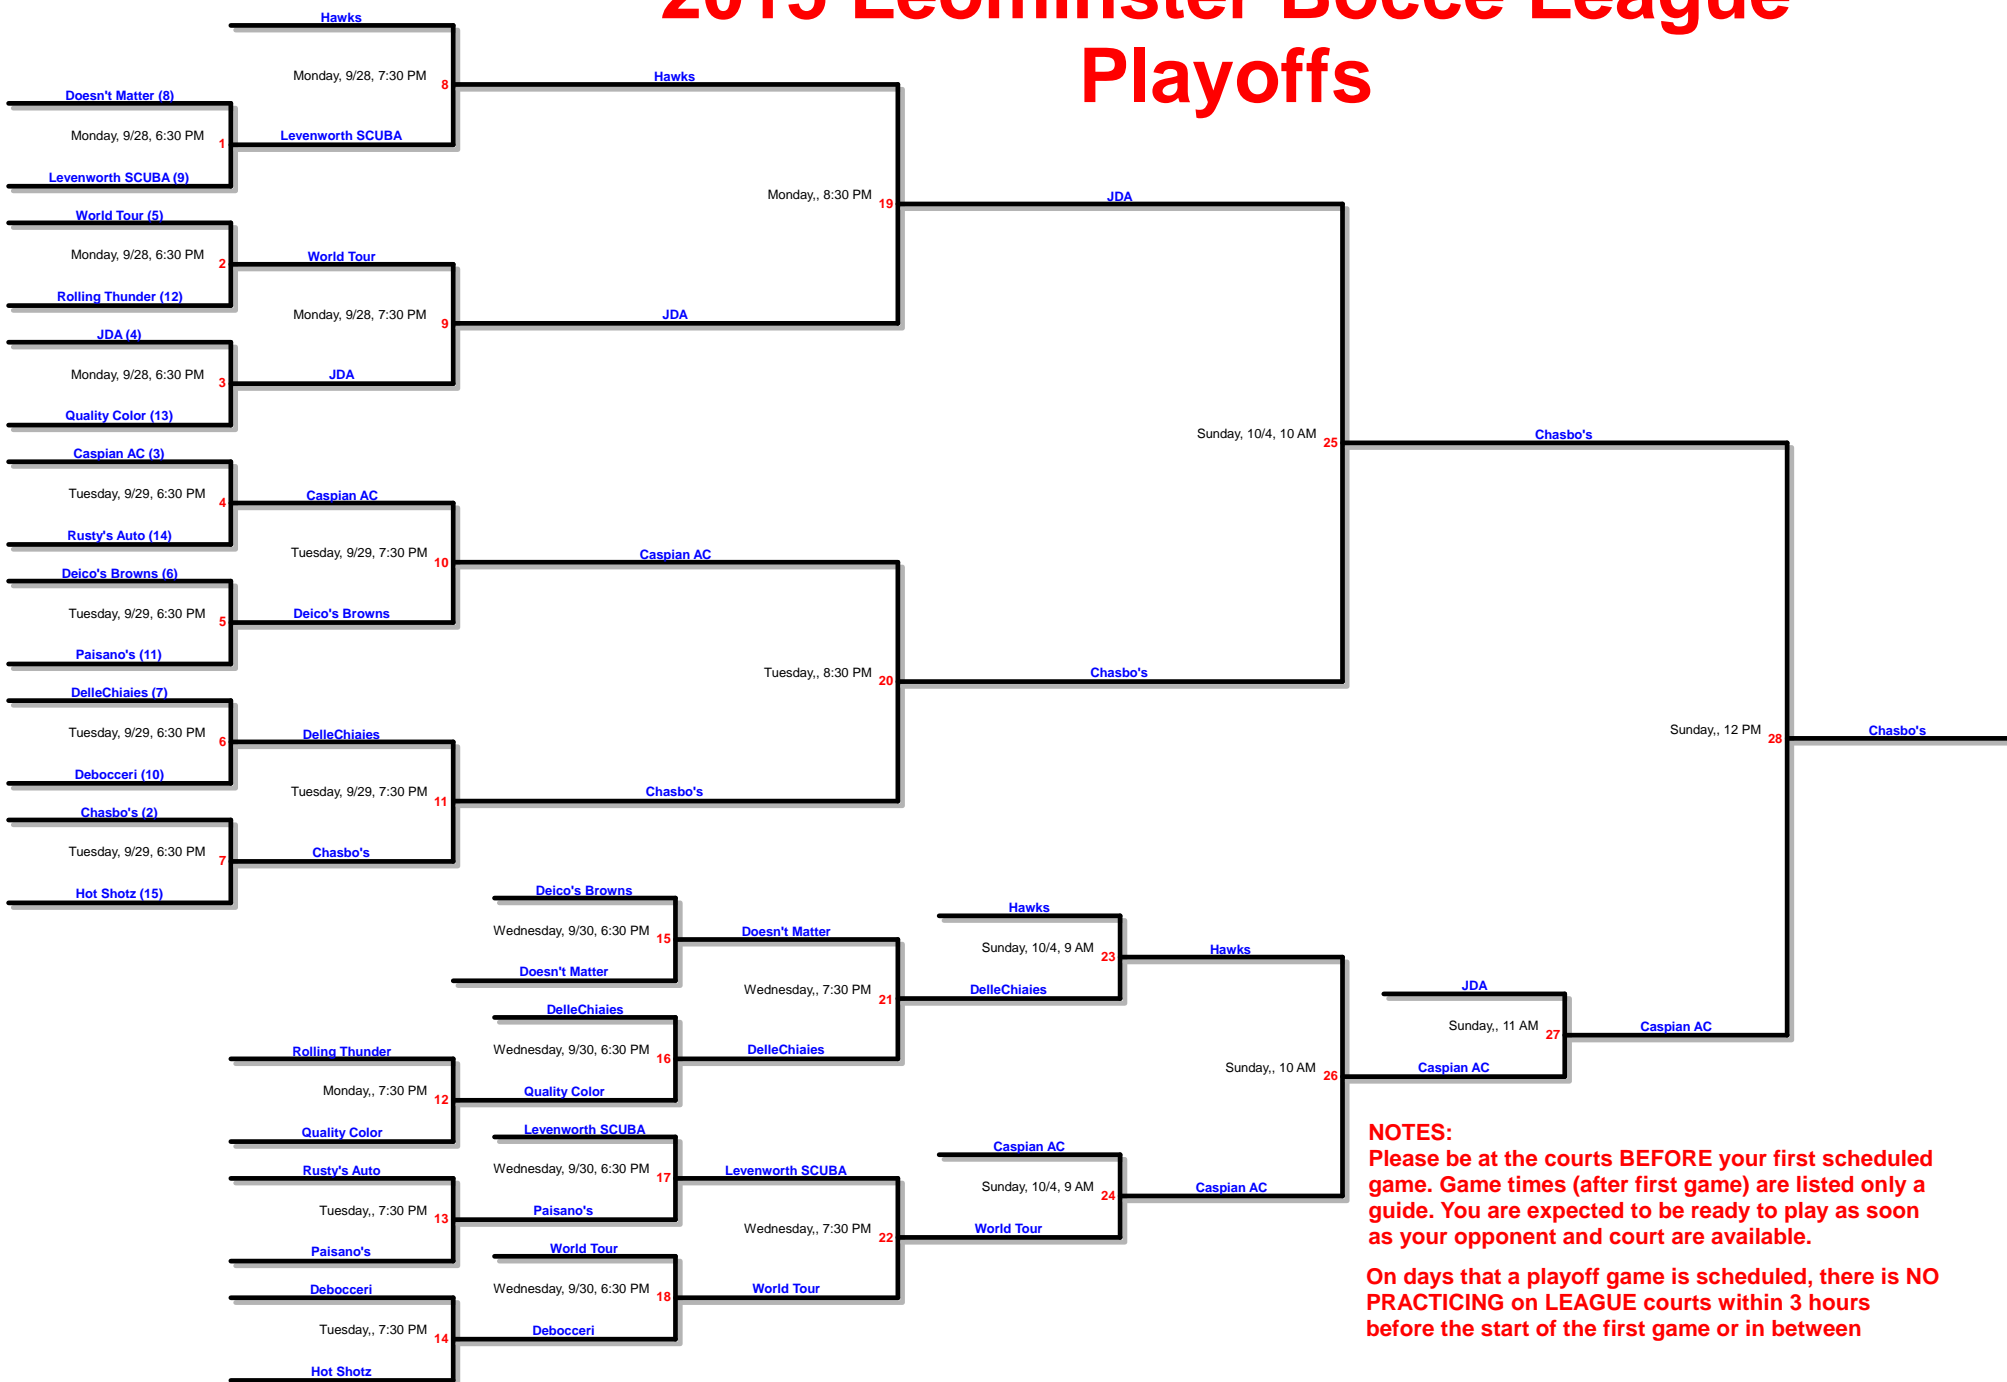 2015 Leominster Bocce League
Playoffs
Hawks
Monday, 9/28, 7:30 PM
8
Hawks
Doesn't Matter (8)
Monday, 9/28, 6:30 PM
1
Levenworth SCUBA
Levenworth SCUBA (9)
Monday,, 8:30 PM
19
JDA
World Tour (5)
Monday, 9/28, 6:30 PM
2
World Tour
Rolling Thunder (12)
Monday, 9/28, 7:30 PM
9
JDA
JDA (4)
Monday, 9/28, 6:30 PM
3
JDA
Quality Color (13)
Sunday, 10/4, 10 AM
25
Chasbo's
Caspian AC (3)
Tuesday, 9/29, 6:30 PM
4
Caspian AC
Rusty's Auto (14)
Tuesday, 9/29, 7:30 PM
10
Caspian AC
Deico's Browns (6)
Tuesday, 9/29, 6:30 PM
5
Deico's Browns
Paisano's (11)
Tuesday,, 8:30 PM
20
Chasbo's
DelleChiaies (7)
Tuesday, 9/29, 6:30 PM
6
DelleChiaies
Debocceri (10)
Sunday,, 12 PM
28
Chasbo's
Tuesday, 9/29, 7:30 PM
11
Chasbo's
Chasbo's (2)
Tuesday, 9/29, 6:30 PM
7
Chasbo's
Hot Shotz (15)
Deico's Browns
Wednesday, 9/30, 6:30 PM
15
Doesn't Matter
Doesn't Matter
Hawks
Sunday, 10/4, 9 AM
23
Hawks
Wednesday,, 7:30 PM
21
DelleChiaies
JDA
Sunday,, 11 AM
27
Caspian AC
DelleChiaies
Wednesday, 9/30, 6:30 PM
16
DelleChiaies
Rolling Thunder
Monday,, 7:30 PM
12
Quality Color
Quality Color
Sunday,, 10 AM
26
Caspian AC
Levenworth SCUBA
Wednesday, 9/30, 6:30 PM
17
Levenworth SCUBA
Rusty's Auto
Tuesday,, 7:30 PM
13
Paisano's
Paisano's
Caspian AC
Sunday, 10/4, 9 AM
24
Caspian AC
Wednesday,, 7:30 PM
22
World Tour
World Tour
Wednesday, 9/30, 6:30 PM
18
World Tour
Debocceri
Tuesday,, 7:30 PM
14
Debocceri
Hot Shotz
NOTES:
Please be at the courts BEFORE your first scheduled
game. Game times (after first game) are listed only a
guide. You are expected to be ready to play as soon
as your opponent and court are available.
On days that a playoff game is scheduled, there is NO
PRACTICING on LEAGUE courts within 3 hours
before the start of the first game or in between